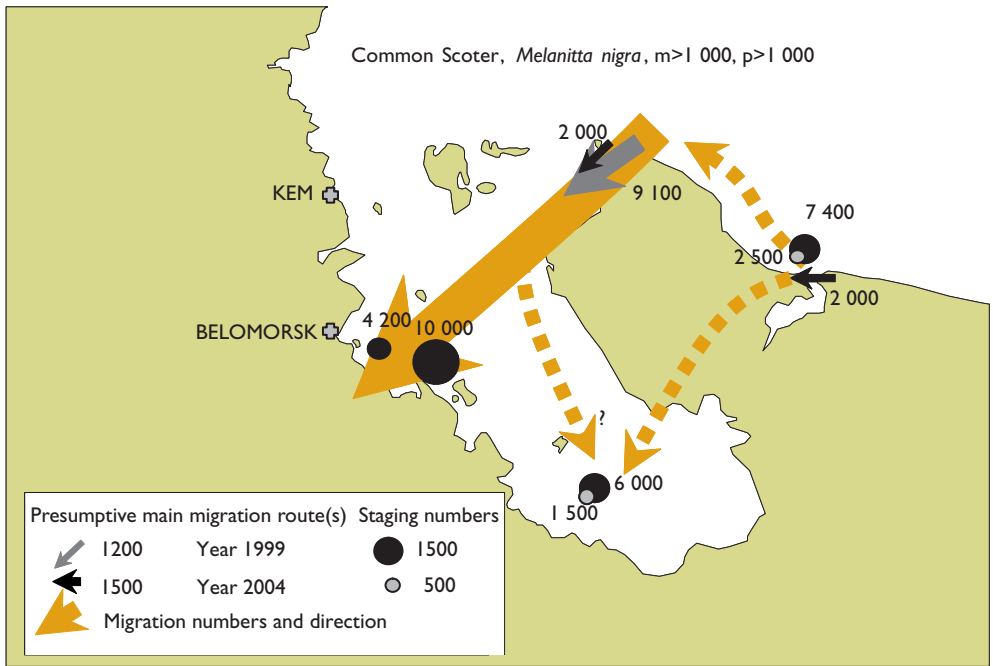 Common Scoter, Melanitta nigra, m>1 000, p>1 000
2 000
KEM
9 100
7 400
2 500
2 000
4 200
10 000
BELOMORSK
?
6 000
1 500
Presumptive main migration route(s) Staging numbers
1200 Year 1999 1500
1500 Year 2004 500
Migration numbers and direction